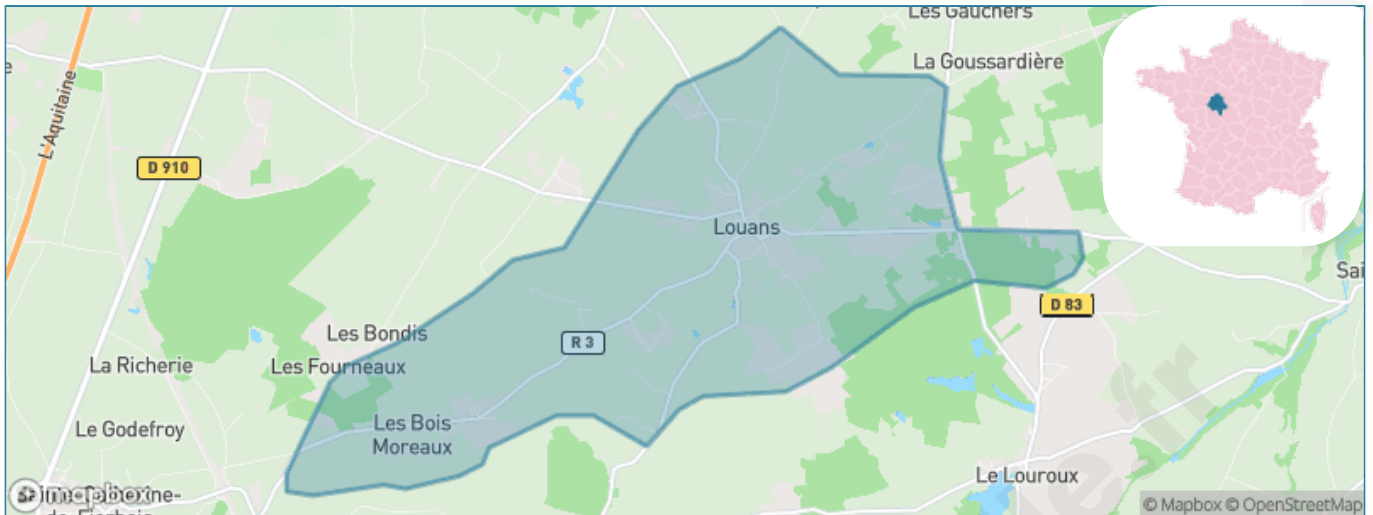 Les Gauchers
La Goussardière
L'Aquitaine
D 910
Louans
Sai
D 83
Les Bondis
R 3
La Richerie
Les Fourneaux
Le Godefroy
Les Bois
Moreaux
Le Louroux
mapbox
© Mapbox © OpenStreetMap